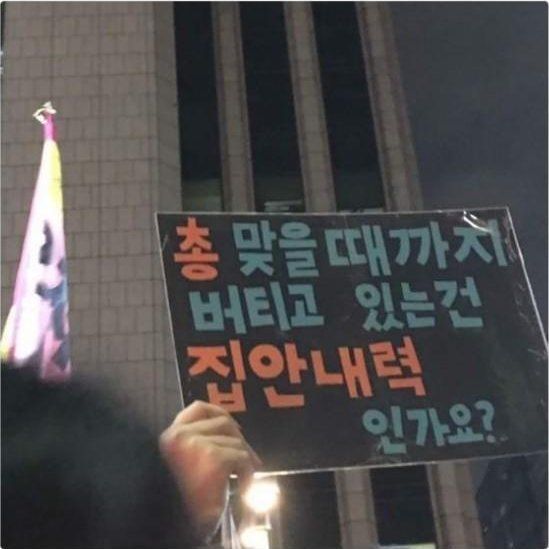 총 맞을때까지
버티고 있는건
집안내력
인가요?